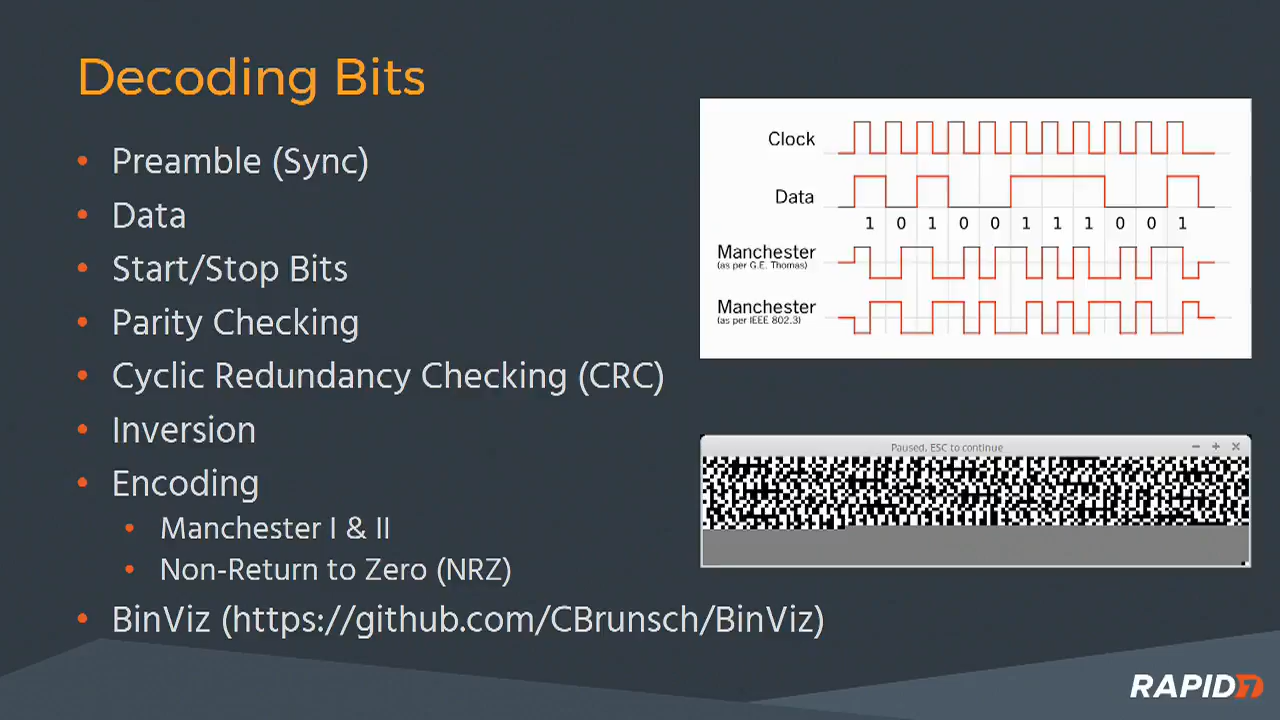 Decoding Bits
Preamble (Sync)
Data
Start/Stop Bits
Parity Checking
Cyclic Redundancy Checking (CRC)
Inversion
Encoding
Manchester I & II
Non-Return to Zero (NRZ)
BinViz (https://github.com/CBrunsch/BinViz)
Clock
Data
1 0 1 0 0 1 1 1 0 0 1
Manchester
(as per G.E. Thomas)
Manchester
(as per IEEE 802.3)
Paused, ESC to continue
RAPID7